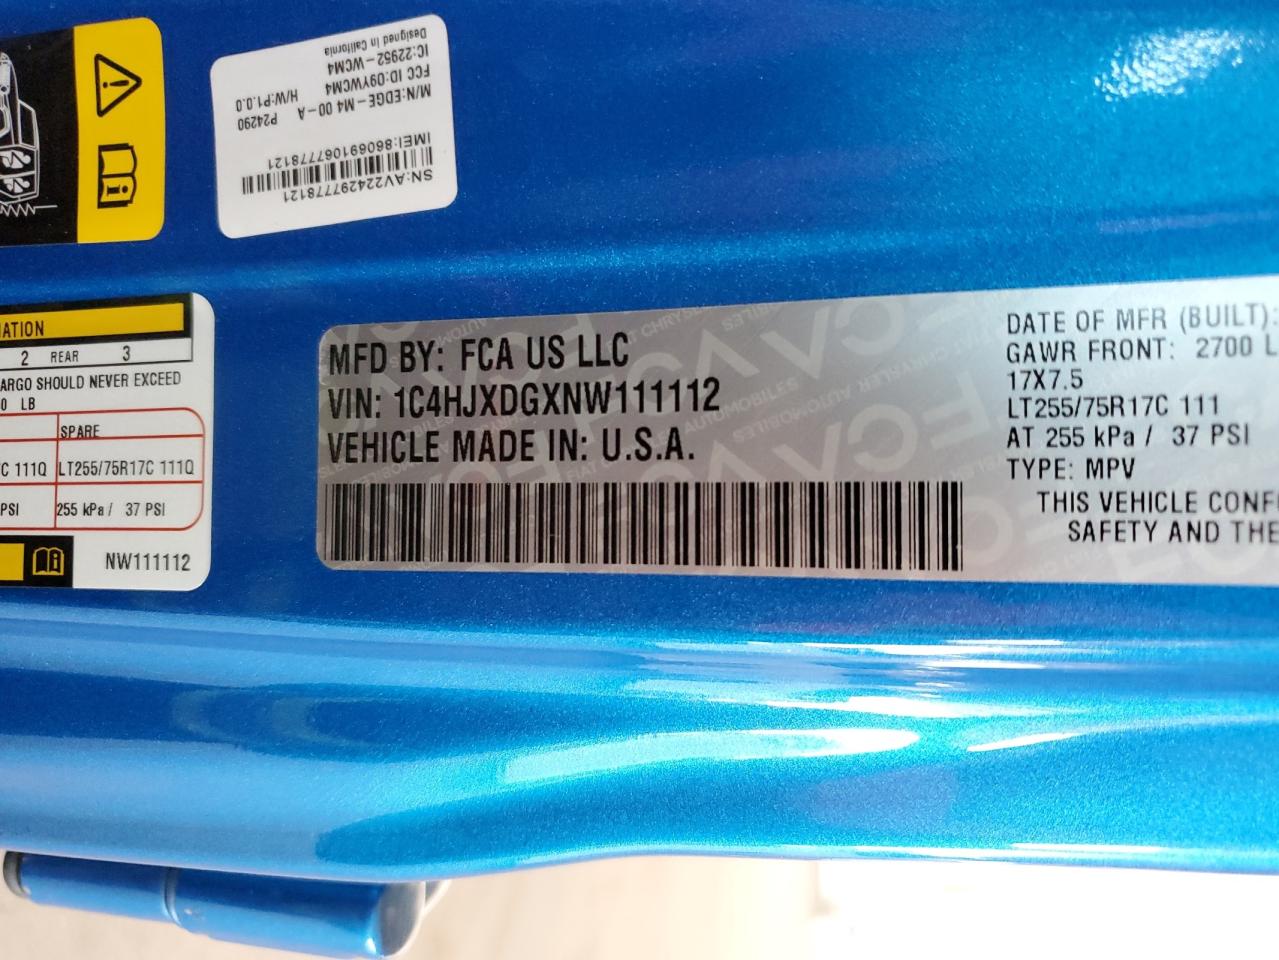 Designed in California
IC:22952-WCM4
FCC ID:O9YWCM4 H/W:P1.0.0
M/N:EDGE-M4 00-A P24290
IMEI:860691067778121
SN:AV224297778121
ATION
2 REAR 3
ARGO SHOULD NEVER EXCEED
0 LB
SPARE
C 111Q LT255/75R17C 111Q
PSI 255 kPa / 37 PSI
NW111112
MFD BY: FCA US LLC
VIN: 1C4HJXDGXNW111112
VEHICLE MADE IN: U.S.A.
DATE OF MFR (BUILT):
GAWR FRONT: 2700 L
17X7.5
LT255/75R17C 111
AT 255 kPa / 37 PSI
TYPE: MPV
THIS VEHICLE CONF
SAFETY AND THE